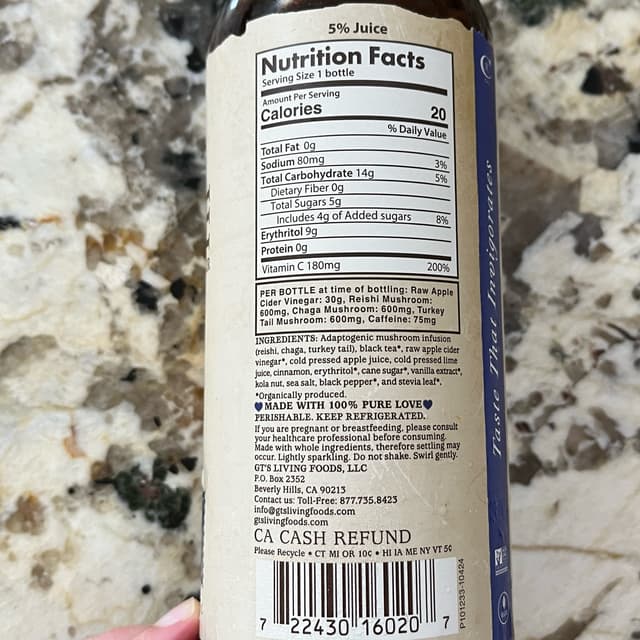 5% Juice
Nutrition Facts
Serving Size 1 bottle
Amount Per Serving
Calories 20
% Daily Value
Total Fat 0g
Sodium 80mg 3%
Total Carbohydrate 14g 5%
Dietary Fiber 0g
Total Sugars 5g
Includes 4g of Added sugars 8%
Erythritol 9g
Protein 0g
Vitamin C 180mg 200%
PER BOTTLE at time of bottling: Raw Apple
Cider Vinegar: 30g, Reishi Mushroom:
600mg, Chaga Mushroom: 600mg, Turkey
Tail Mushroom: 600mg, Caffeine: 75mg
INGREDIENTS: Adaptogenic mushroom infusion
(reishi, chaga, turkey tail), black tea*, raw apple cider
vinegar*, cold pressed apple juice, cold pressed lime
juice, cinnamon, erythritol*, cane sugar*, vanilla extract*,
kola nut, sea salt, black pepper*, and stevia leaf*.
*Organically produced.
💙MADE WITH 100% PURE LOVE💙
PERISHABLE. KEEP REFRIGERATED.
If you are pregnant or breastfeeding, please consult
your healthcare professional before consuming.
Made with whole ingredients, therefore settling may
occur. Lightly sparkling. Do not shake. Swirl gently.
GT'S LIVING FOODS, LLC
P.O. Box 2352
Beverly Hills, CA 90213
Contact us: Toll-Free: 877.735.8423
info@gtslivingfoods.com
gtslivingfoods.com
CA CASH REFUND
Please Recycle • CT MI OR 10¢ • HI IA ME NY VT 5¢
7 22430 16020 7
P101233-10424
Taste That Invigorates